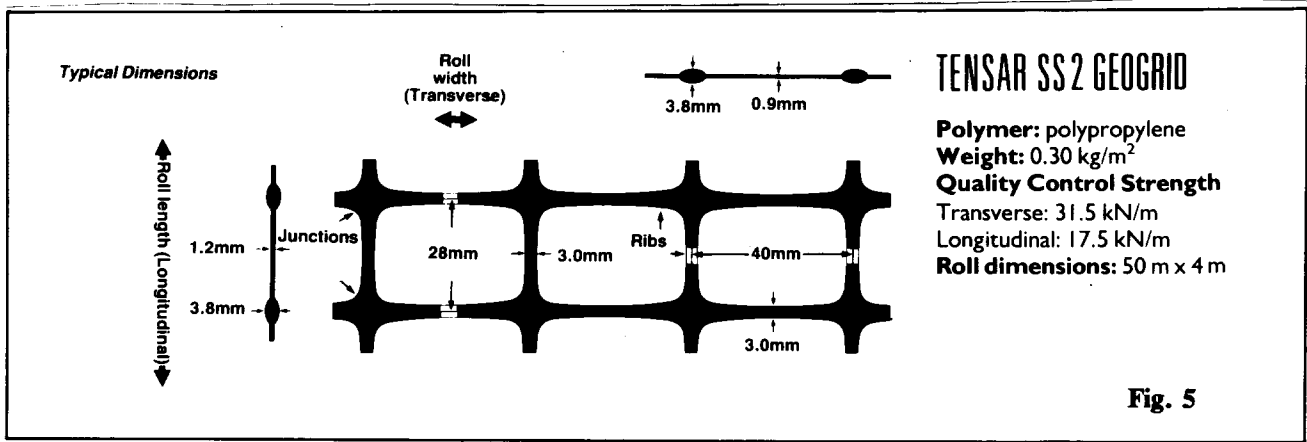 Typical Dimensions
Roll
width
(Transverse)
3.8mm
0.9mm
Roll length (Longitudinal)
1.2mm
3.8mm
Junctions
28mm
3.0mm
Ribs
40mm
3.0mm
TENSAR SS2 GEOGRID
Polymer: polypropylene
Weight: 0.30 kg/m²
Quality Control Strength
Transverse: 31.5 kN/m
Longitudinal: 17.5 kN/m
Roll dimensions: 50 m x 4 m
Fig. 5